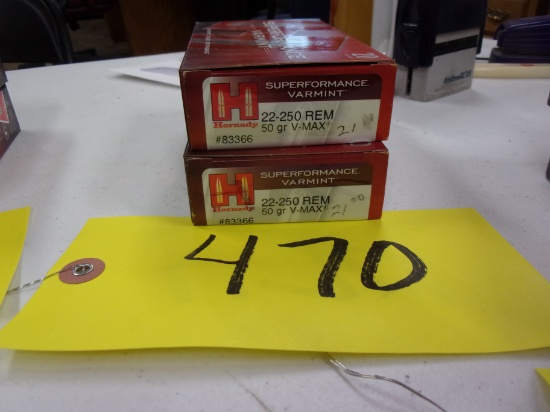 SUPERFORMANCE
VARMINT
H
Hornady
22-250 REM
50 gr V-MAX
21
#83366
SUPERFORMANCE
VARMINT
H
Hornady
22-250 REM
50 gr V-MAX
21 00
#83366
470